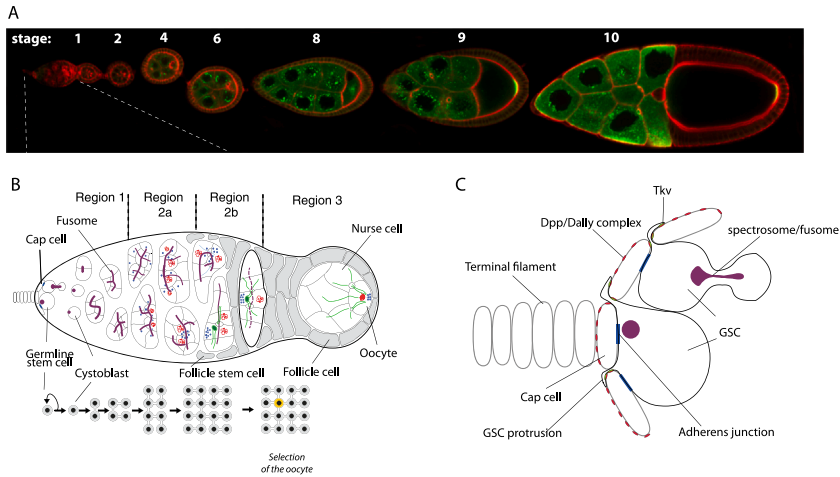 A
stage: 1 2 4 6 8 9 10
B
Region 1
Region
2a
Region
2b
Region 3
Fusome
Cap cell
Nurse cell
Germline
stem cell
Cystoblast
Follicle stem cell
Follicle cell
Oocyte
Selection
of the oocyte
C
Tkv
Dpp/Dally complex
spectrosome/fusome
Terminal filament
GSC
Cap cell
GSC protrusion
Adherens junction